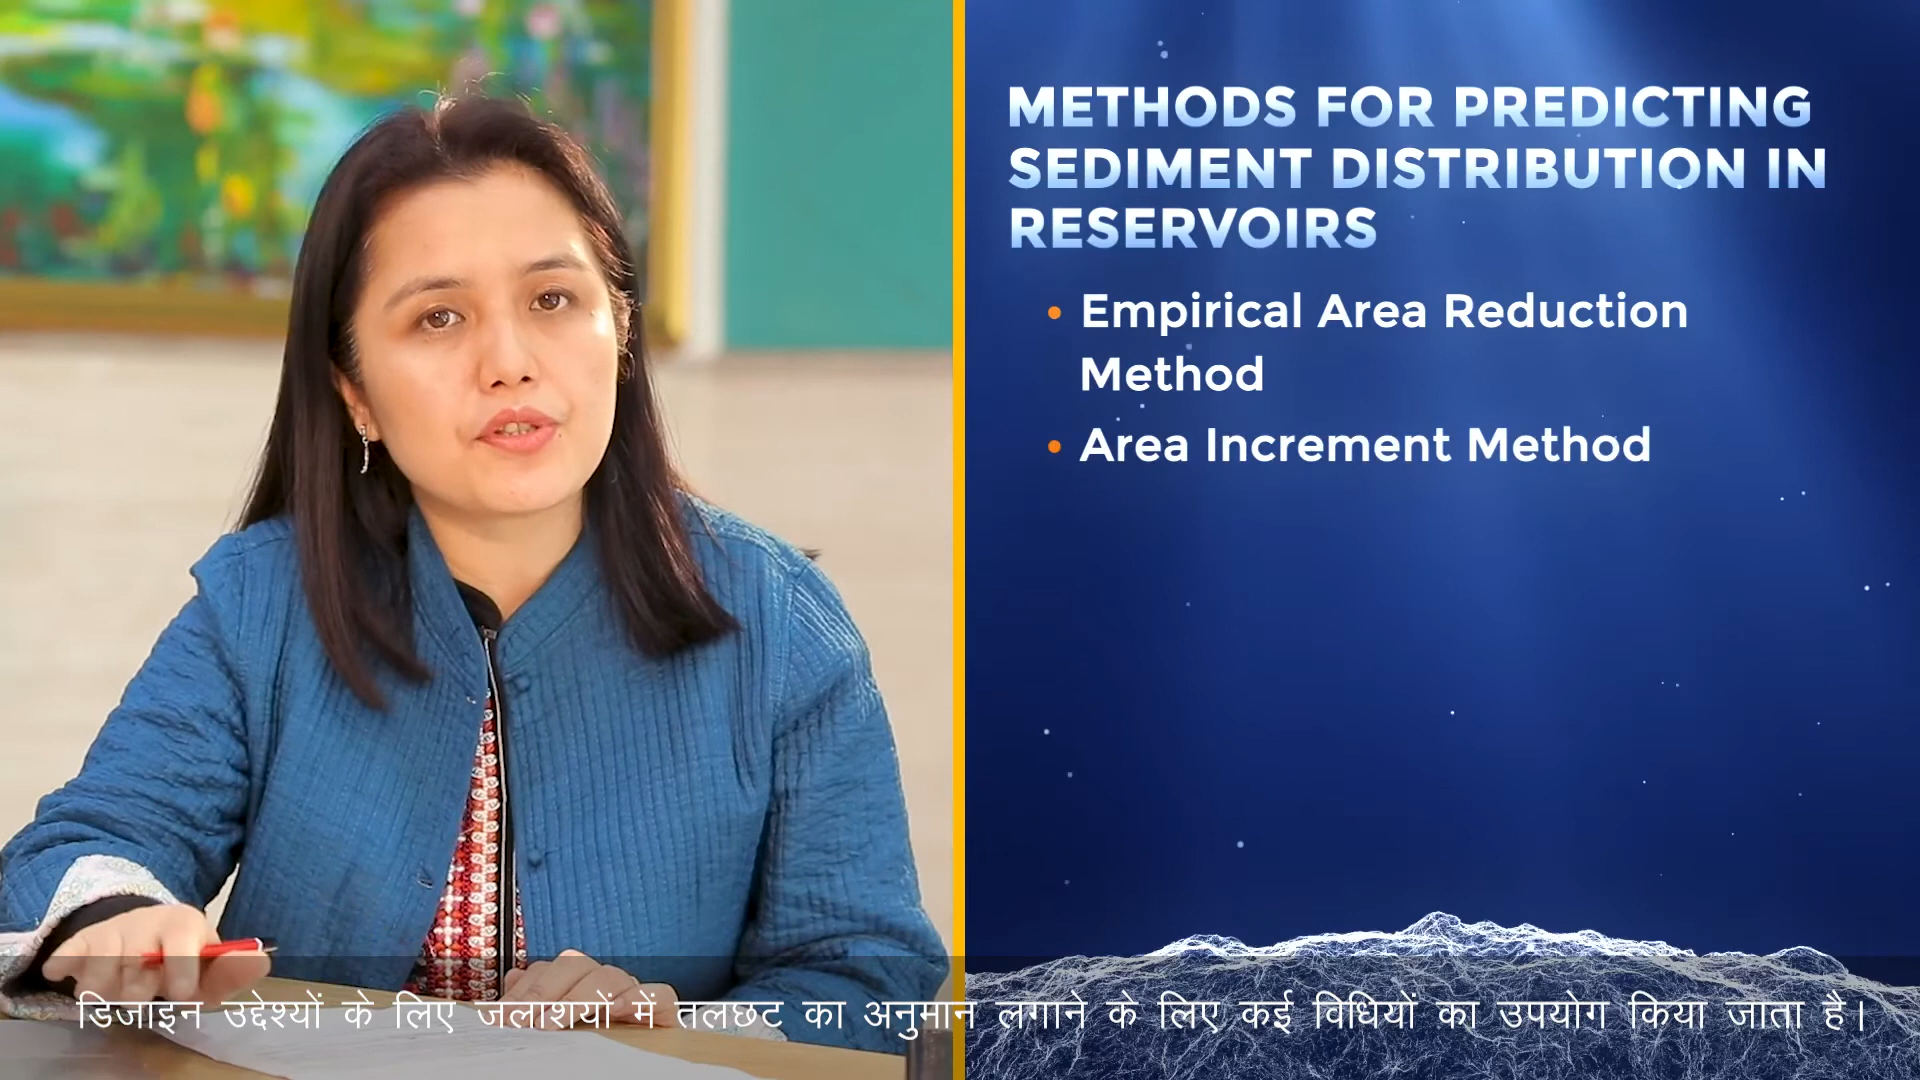 METHODS FOR PREDICTING
SEDIMENT DISTRIBUTION IN
RESERVOIRS
• Empirical Area Reduction
Method
• Area Increment Method
डिजाइन उद्देश्यों के लिए जलाशयों में तलछट का अनुमान लगाने के लिए कई विधियों का उपयोग किया जाता है।